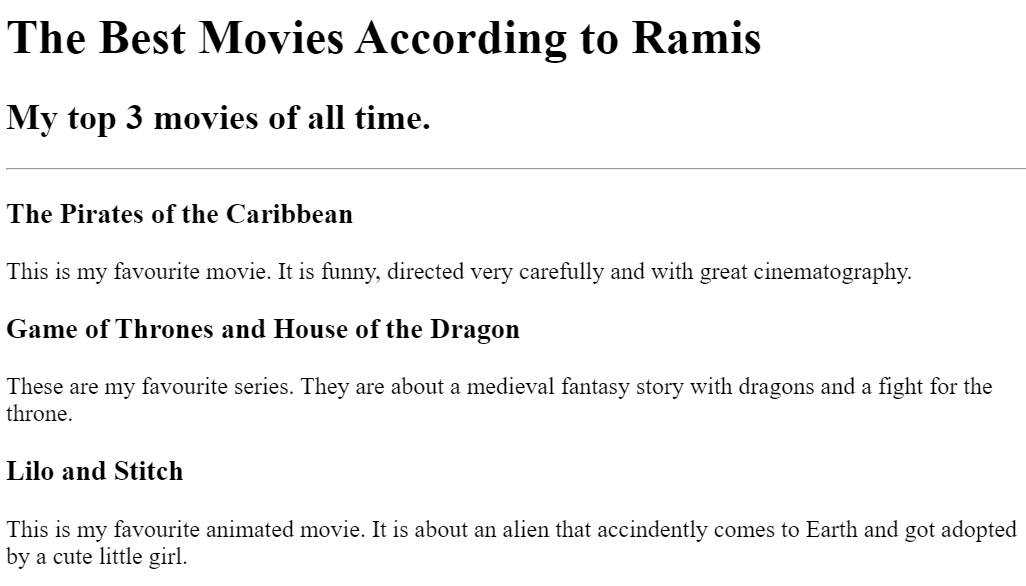 The Best Movies According to Ramis
My top 3 movies of all time.
The Pirates of the Caribbean
This is my favourite movie. It is funny, directed very carefully and with great cinematography.
Game of Thrones and House of the Dragon
These are my favourite series. They are about a medieval fantasy story with dragons and a fight for the
throne.
Lilo and Stitch
This is my favourite animated movie. It is about an alien that accindently comes to Earth and got adopted
by a cute little girl.